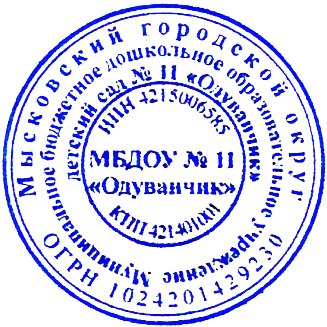 Мысковский городской округ
ОГРН 1024201429230
Муниципальное бюджетное дошкольное образовательное учреждение
детский сад № 11 «Одуванчик»
ИНН 4215006585
МБДОУ № 11
«Одуванчик»
КПП 421401001